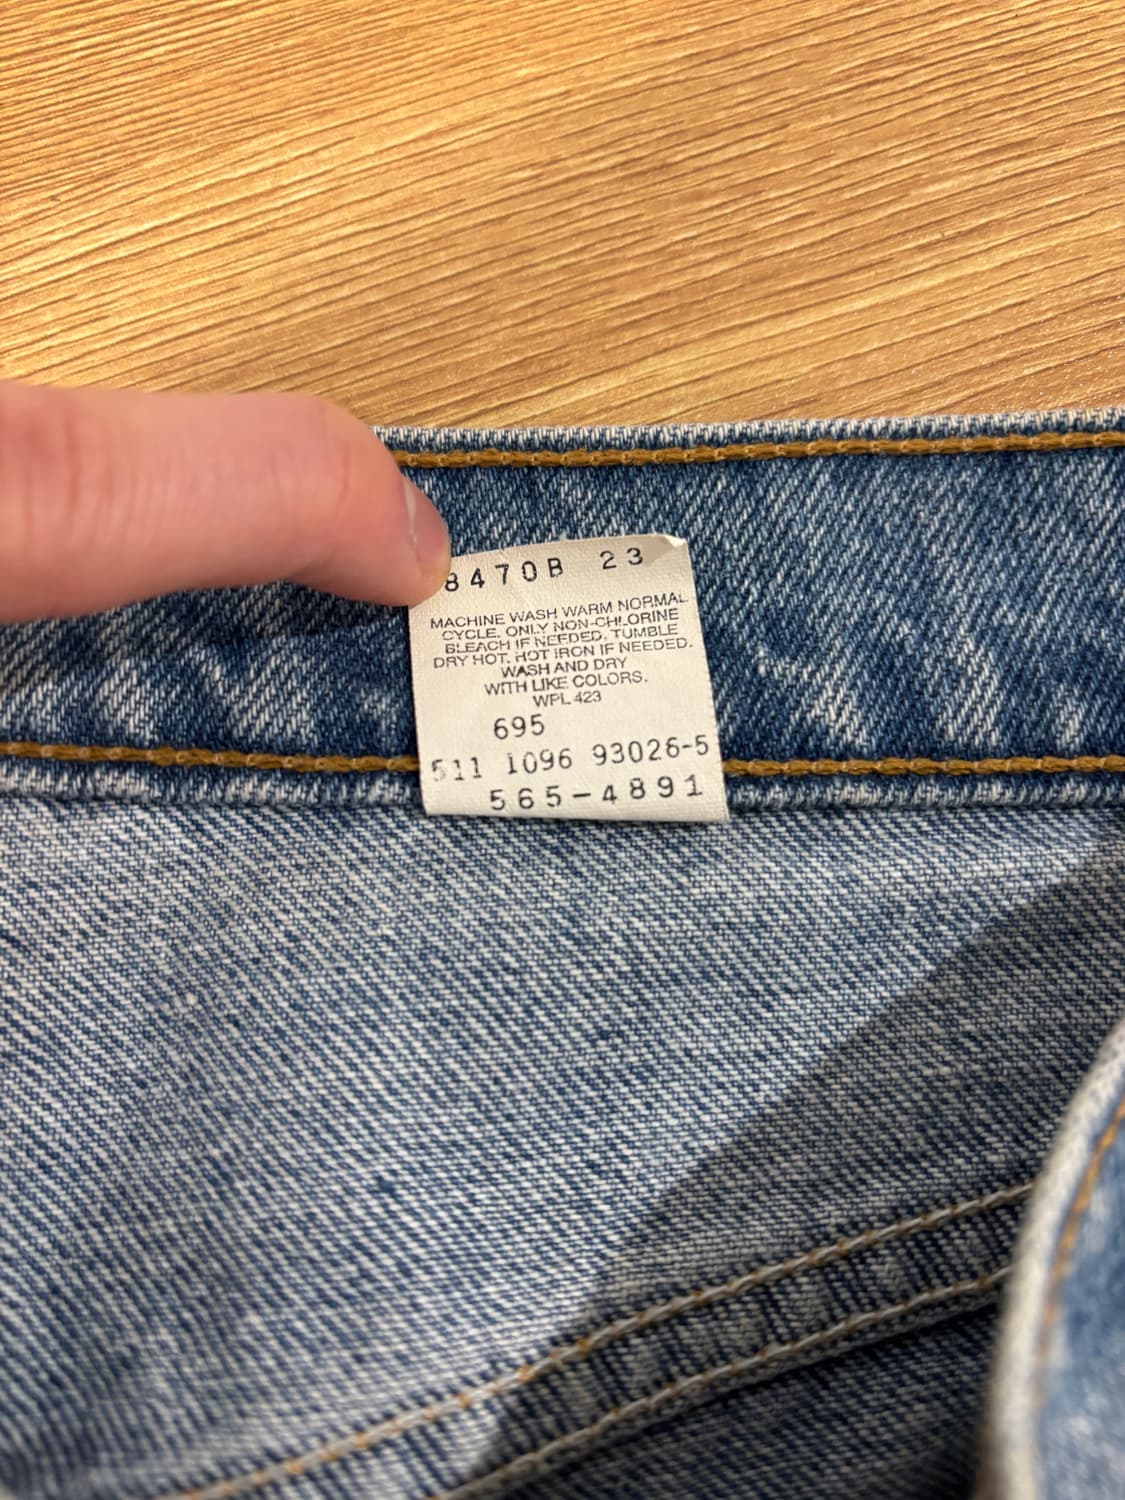 8470B 23
MACHINE WASH WARM NORMAL
CYCLE. ONLY NON-CHLORINE
BLEACH IF NEEDED, TUMBLE
DRY HOT. HOT IRON IF NEEDED.
WASH AND DRY
WITH LIKE COLORS.
WPL 423
695
511 1096 93026-5
565-4891